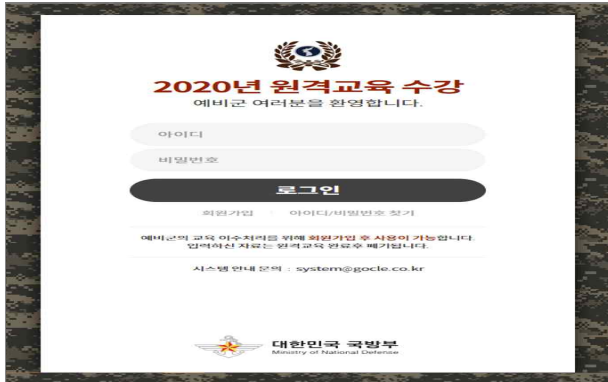 2020년 원격교육 수강
예비군 여러분을 환영합니다.
아이디
비밀번호
로그인
회원가입 아이디/비밀번호 찾기
예비군의 교육 이수처리를 위해 회원가입 후 사용이 가능합니다.
입력하신 자료는 원격교육 완료후 폐기됩니다.
시스템 안내 문의 : system@gocle.co.kr
대한민국 국방부
Ministry of National Defense